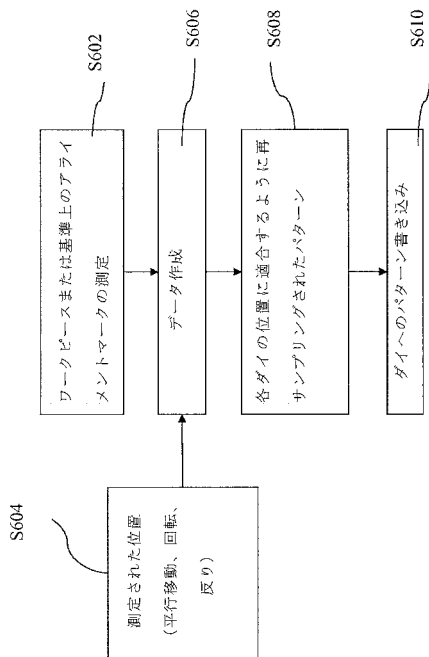 S602
ワークピースまたは基準上のアライ
メントマークの測定
S604
測定された位置
(平行移動、回転、
反り)
S606
データ作成
S608
各ダイの位置に適合するように再
サンプリングされたパターン
S610
ダイへのパターン書き込み